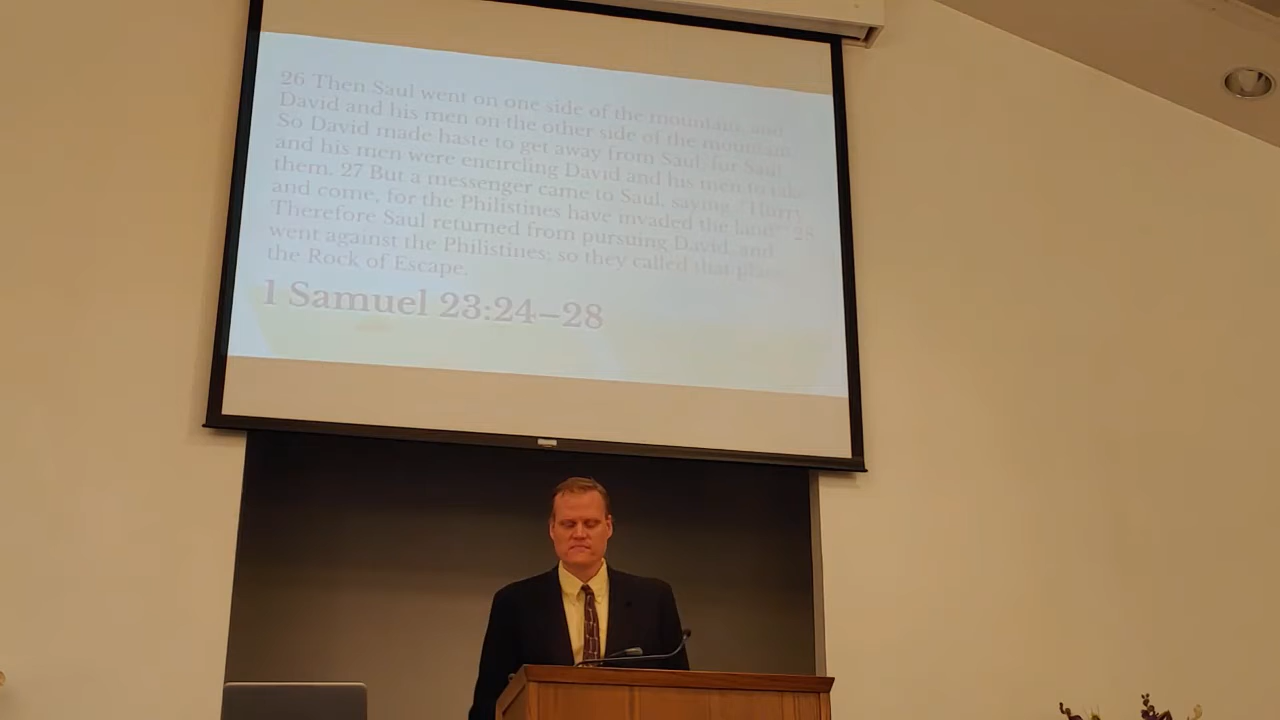 26 Then Saul went on one side of the mountain, and
David and his men on the other side of the mountain.
So David made haste to get away from Saul, for Saul
and his men were encircling David and his men to take
them. 27 But a messenger came to Saul, saying, "Hurry
and come, for the Philistines have invaded the land!" 28
Therefore Saul returned from pursuing David, and
went against the Philistines; so they called that place
the Rock of Escape.
1 Samuel 23:24–28